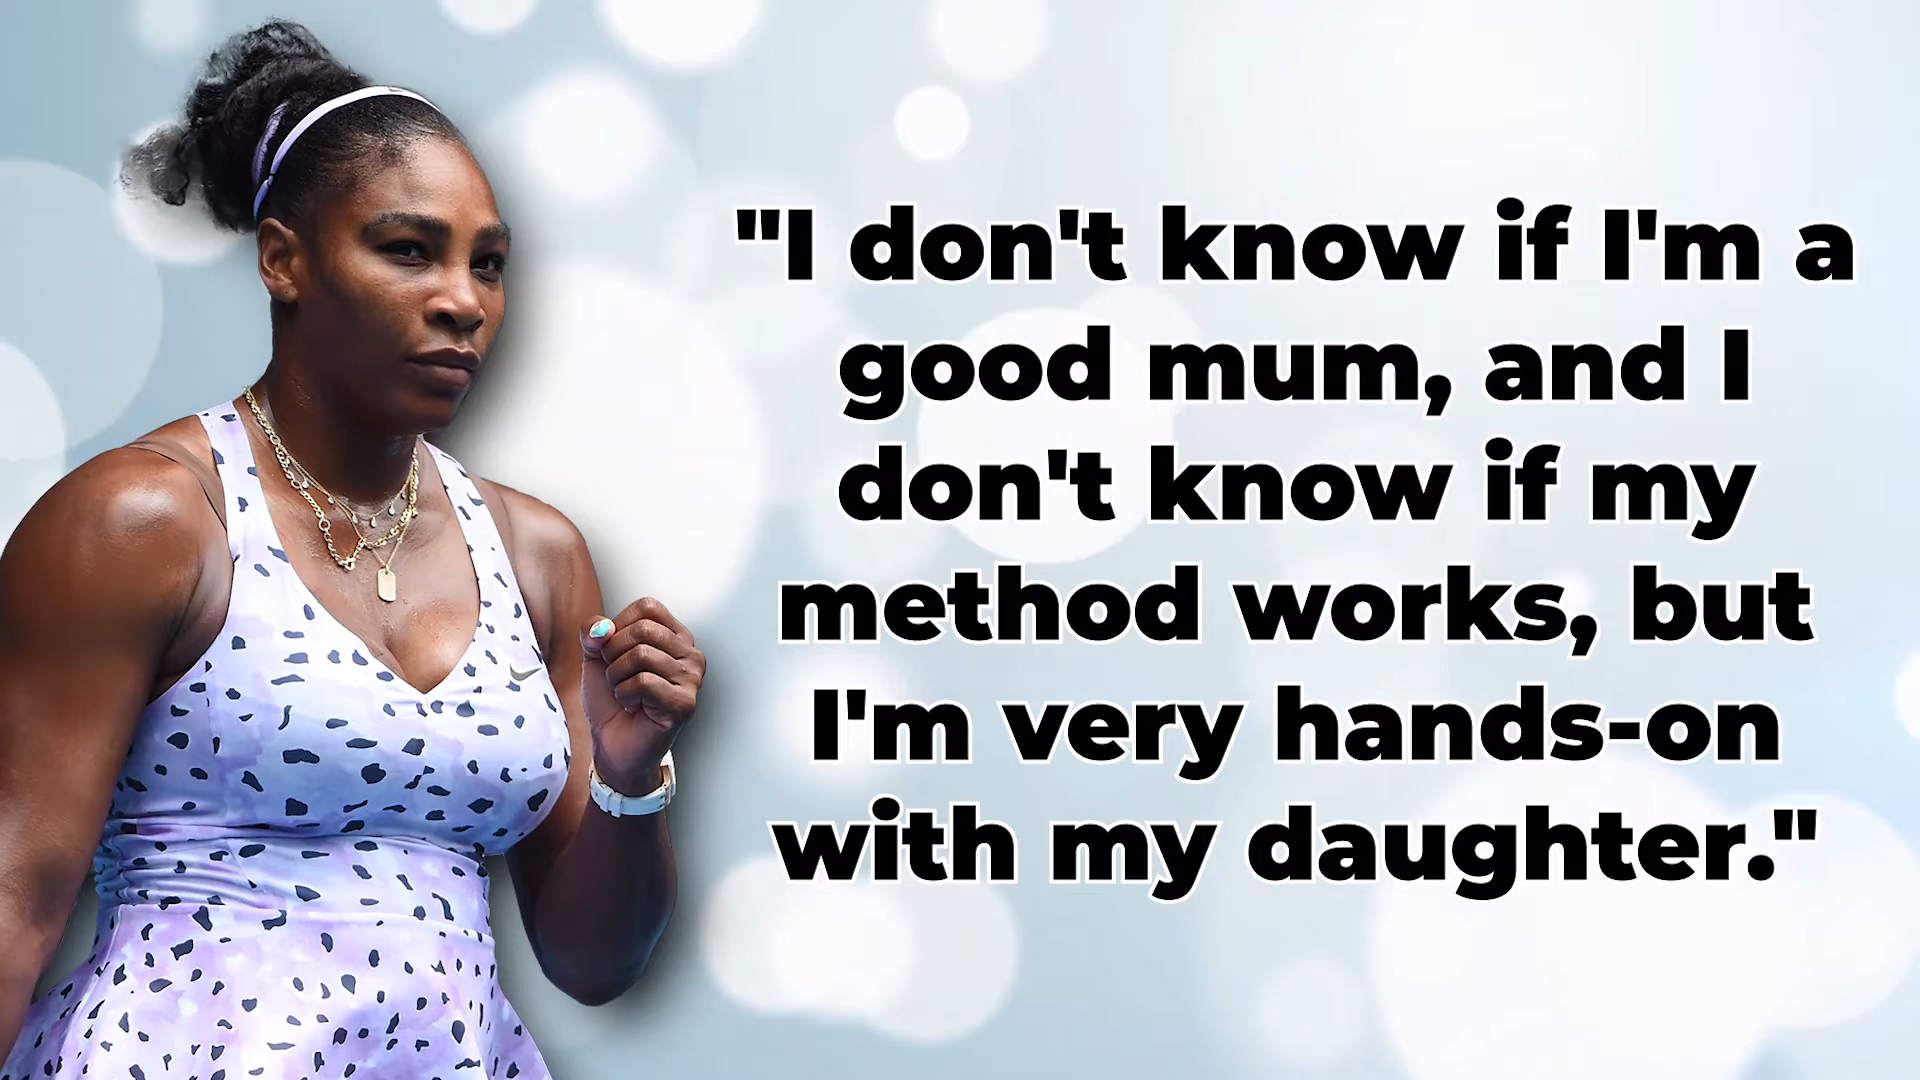 "I don't know if I'm a
good mum, and I
don't know if my
method works, but
I'm very hands-on
with my daughter."